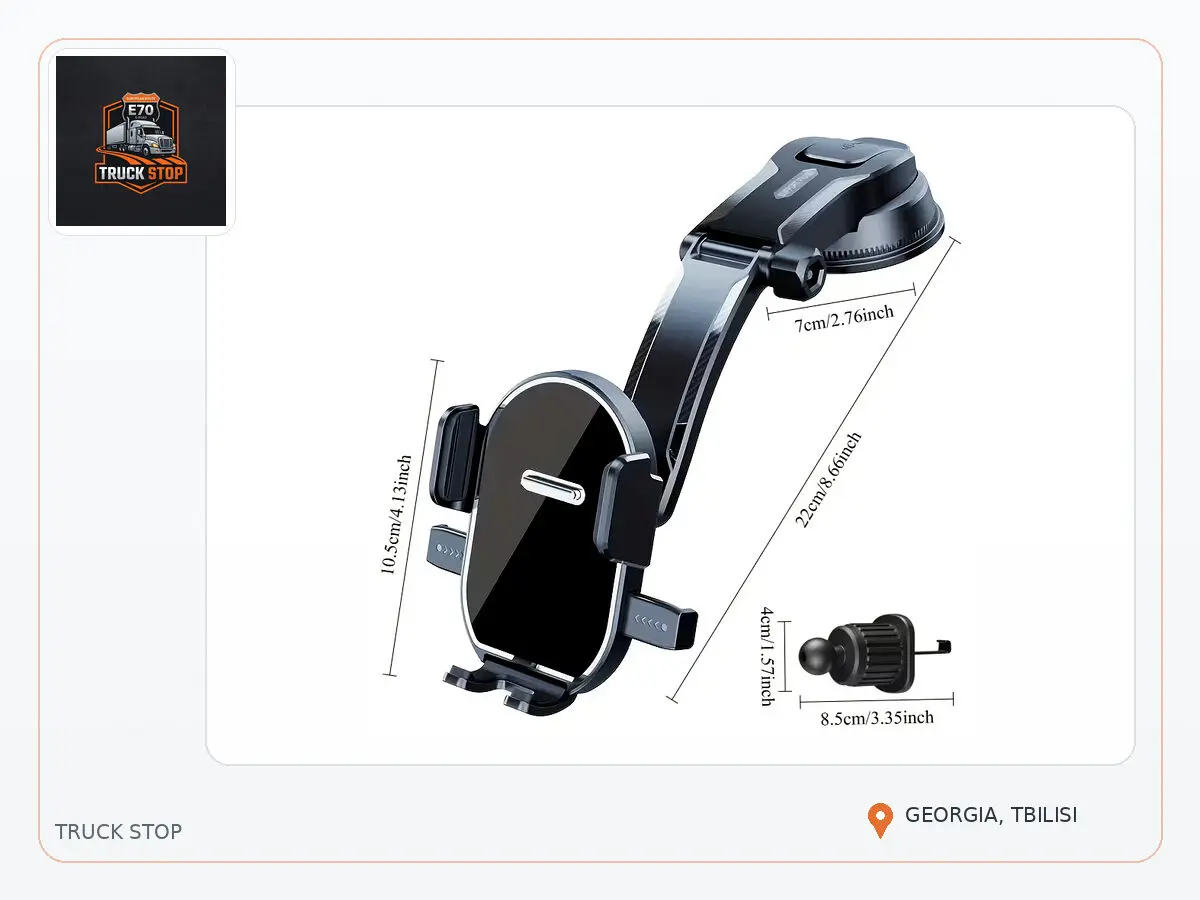 E70
TRUCK STOP
7cm/2.76inch
10.5cm/4.13inch
22cm/8.66inch
4cm/1.57inch
8.5cm/3.35inch
TRUCK STOP
GEORGIA, TBILISI